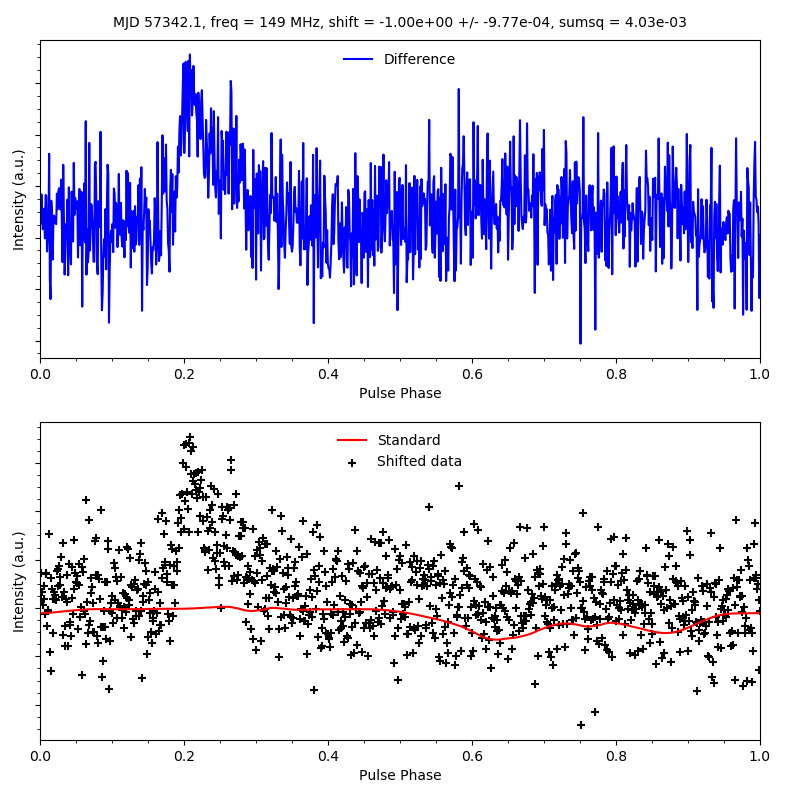 MJD 57342.1, freq = 149 MHz, shift = -1.00e+00 +/- -9.77e-04, sumsq = 4.03e-03
Difference
Intensity (a.u.)
0.0 0.2 0.4 0.6 0.8 1.0
Pulse Phase
Standard
Shifted data
Intensity (a.u.)
0.0 0.2 0.4 0.6 0.8 1.0
Pulse Phase